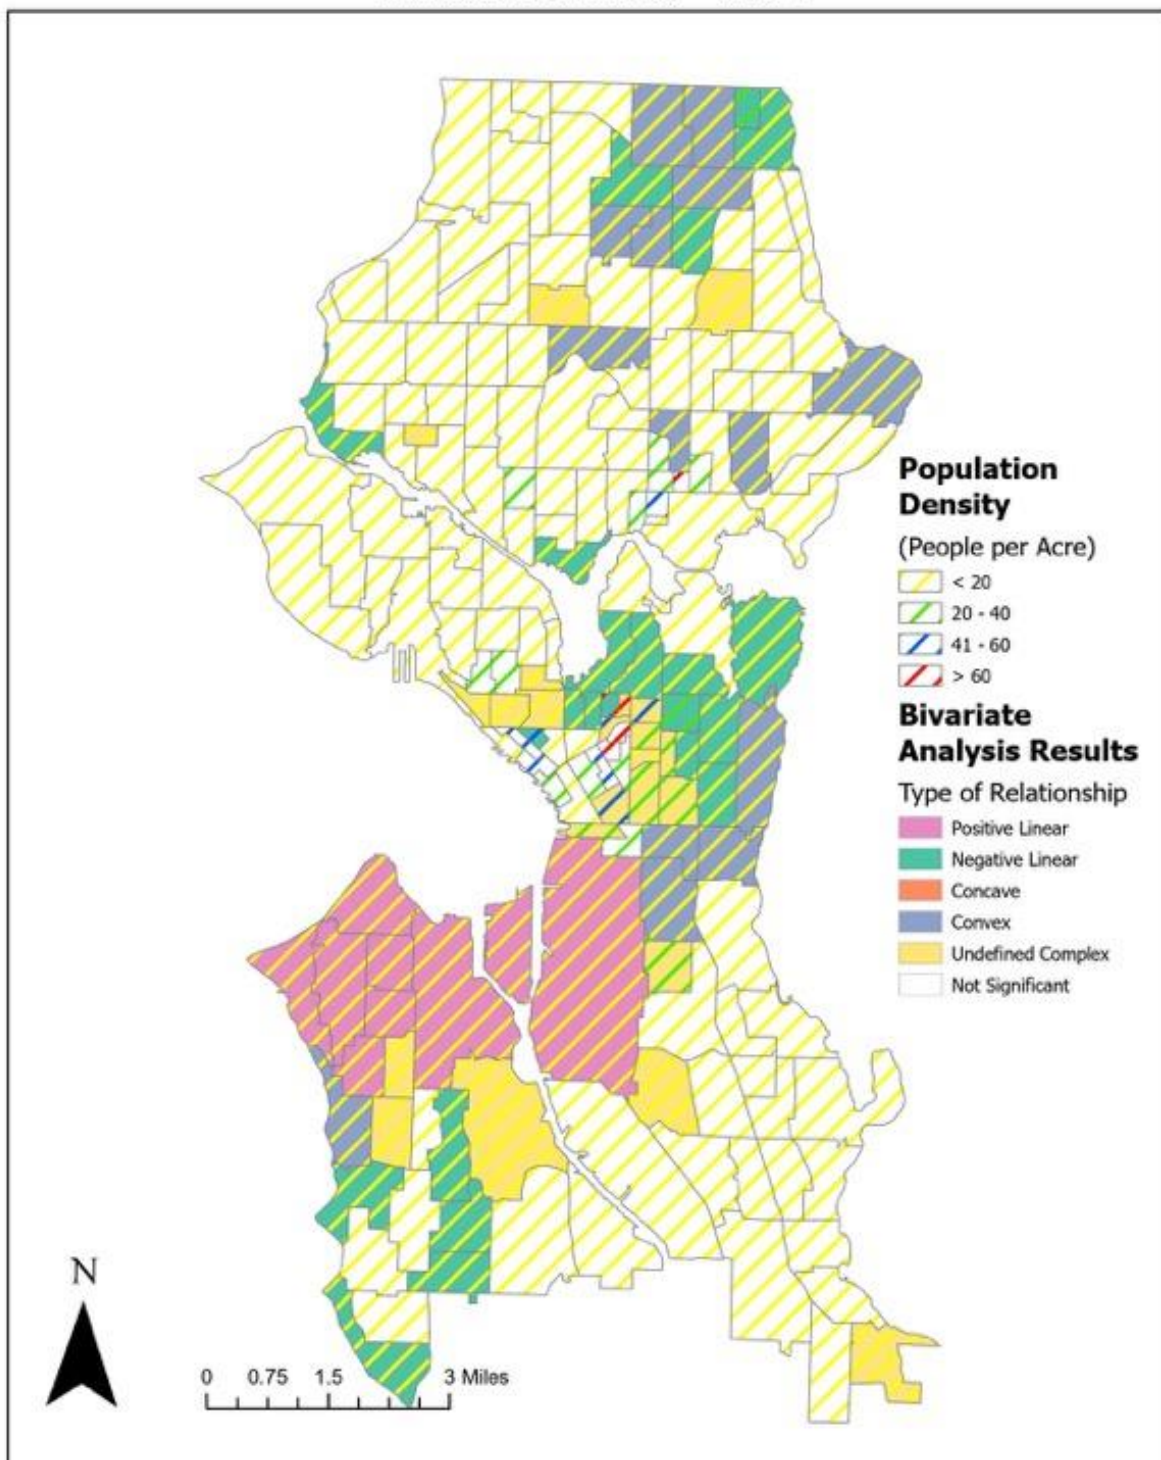 Population
Density
(People per Acre)
< 20
20 - 40
41 - 60
> 60
Bivariate
Analysis Results
Type of Relationship
Positive Linear
Negative Linear
Concave
Convex
Undefined Complex
Not Significant
N
0 0.75 1.5 3 Miles